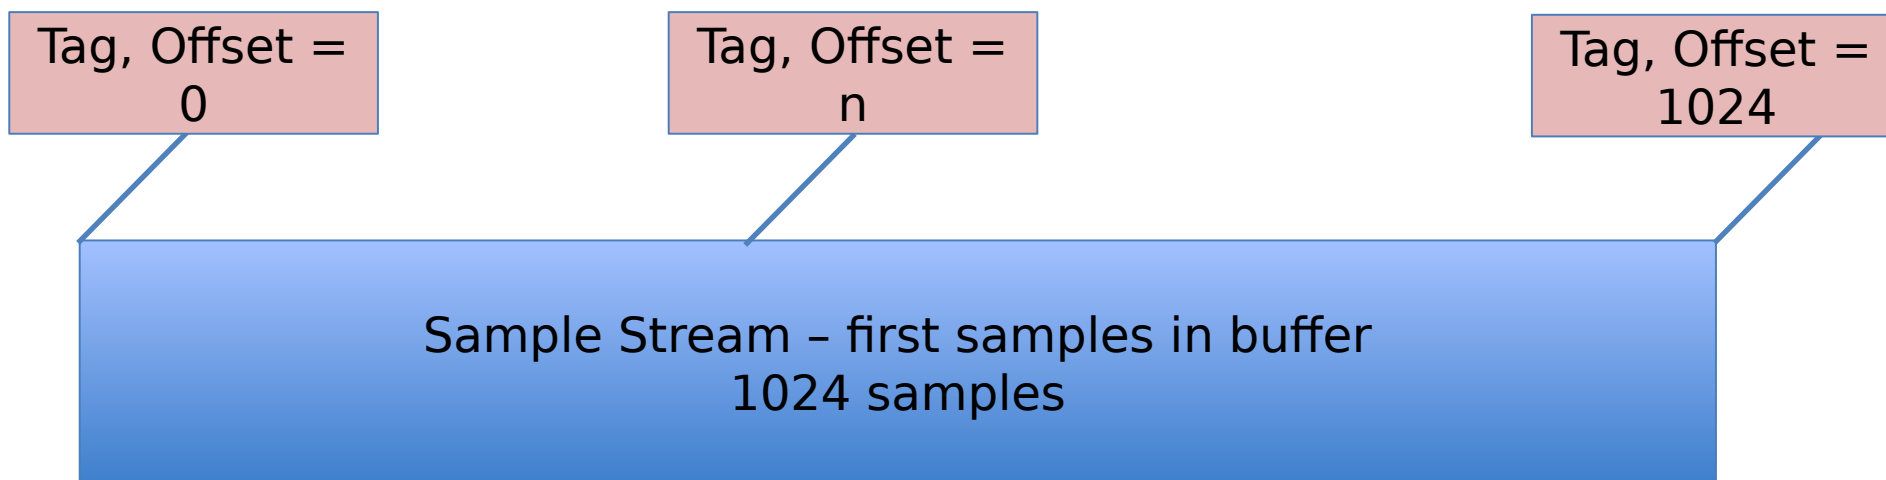 Tag, Offset =
0
Tag, Offset =
n
Tag, Offset =
1024
Sample Stream – first samples in buffer
1024 samples